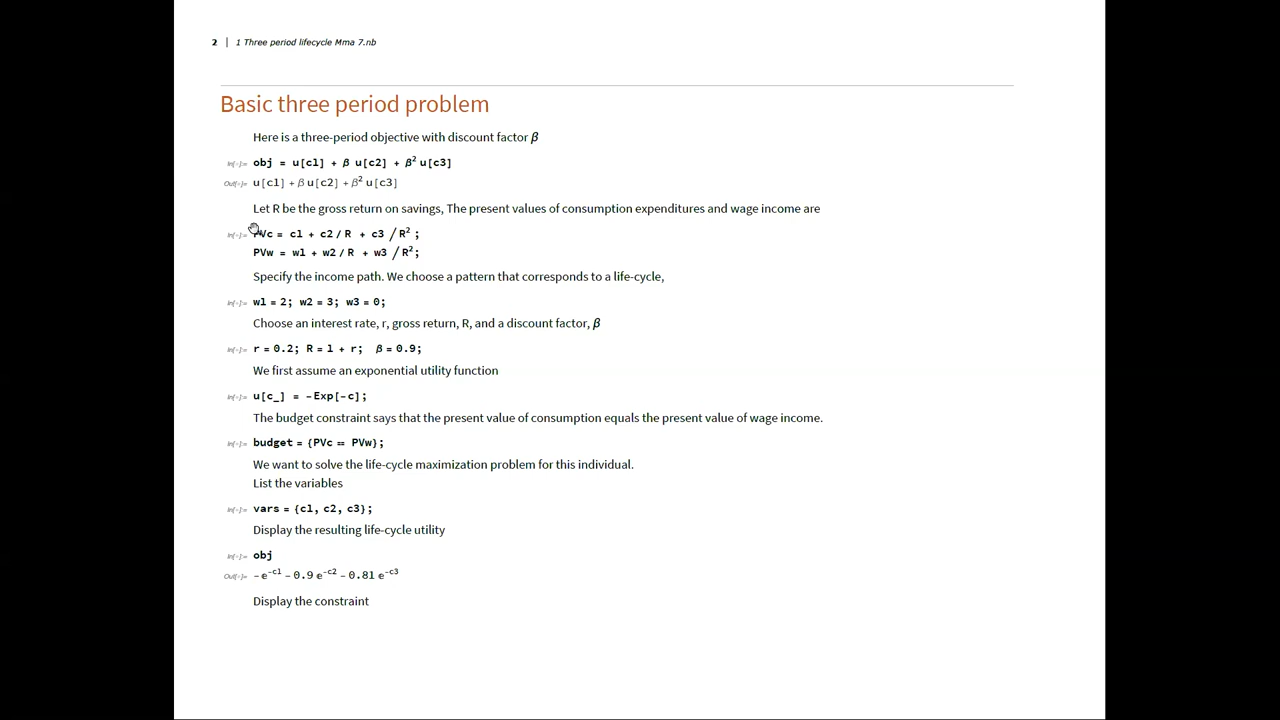 2 | 1 Three period lifecycle Mma 7.nb
Basic three period problem
Here is a three-period objective with discount factor β
In[•]:= obj = u[c1] + β u[c2] + β² u[c3]
Out[•]= u[c1] + β u[c2] + β² u[c3]
Let R be the gross return on savings, The present values of consumption expenditures and wage income are
In[•]:= PVc = c1 + c2 / R + c3 / R² ;
PVw = w1 + w2 / R + w3 / R²;
Specify the income path. We choose a pattern that corresponds to a life-cycle,
In[•]:= w1 = 2; w2 = 3; w3 = 0;
Choose an interest rate, r, gross return, R, and a discount factor, β
In[•]:= r = 0.2; R = 1 + r; β = 0.9;
We first assume an exponential utility function
In[•]:= u[c_] = -Exp[-c];
The budget constraint says that the present value of consumption equals the present value of wage income.
In[•]:= budget = {PVc == PVw};
We want to solve the life-cycle maximization problem for this individual.
List the variables
In[•]:= vars = {c1, c2, c3};
Display the resulting life-cycle utility
In[•]:= obj
Out[•]= -e^-c1 - 0.9 e^-c2 - 0.81 e^-c3
Display the constraint